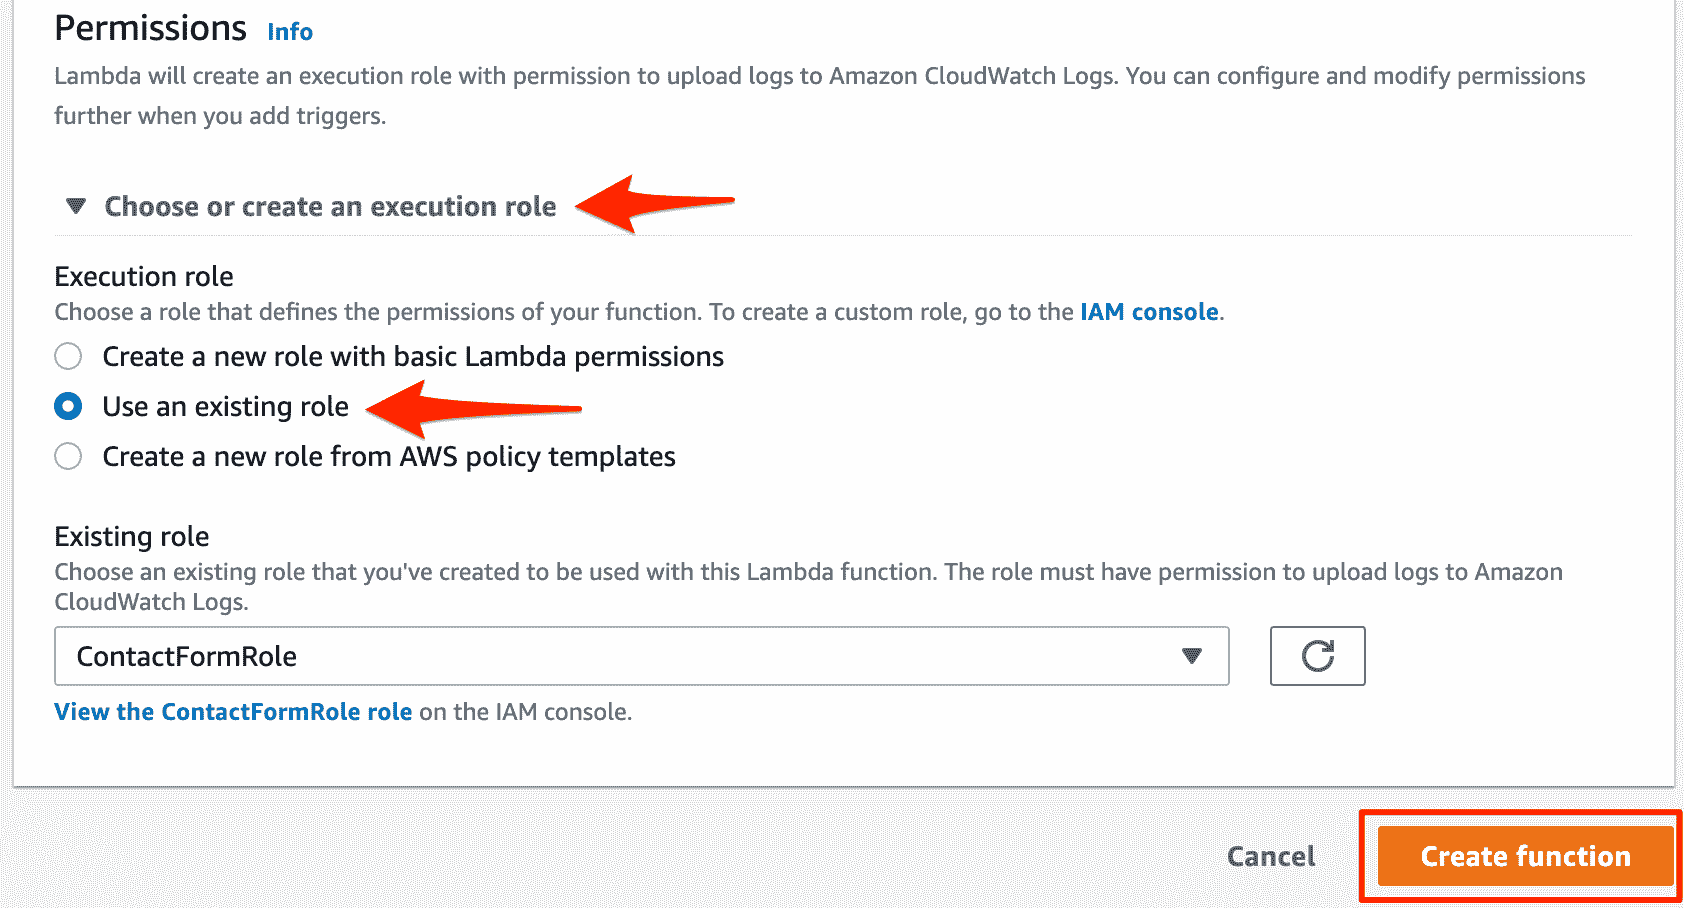 Permissions Info
Lambda will create an execution role with permission to upload logs to Amazon CloudWatch Logs. You can configure and modify permissions
further when you add triggers.
Choose or create an execution role
Execution role
Choose a role that defines the permissions of your function. To create a custom role, go to the IAM console.
Create a new role with basic Lambda permissions
Use an existing role
Create a new role from AWS policy templates
Existing role
Choose an existing role that you've created to be used with this Lambda function. The role must have permission to upload logs to Amazon
CloudWatch Logs.
ContactFormRole
View the ContactFormRole role on the IAM console.
Cancel Create function